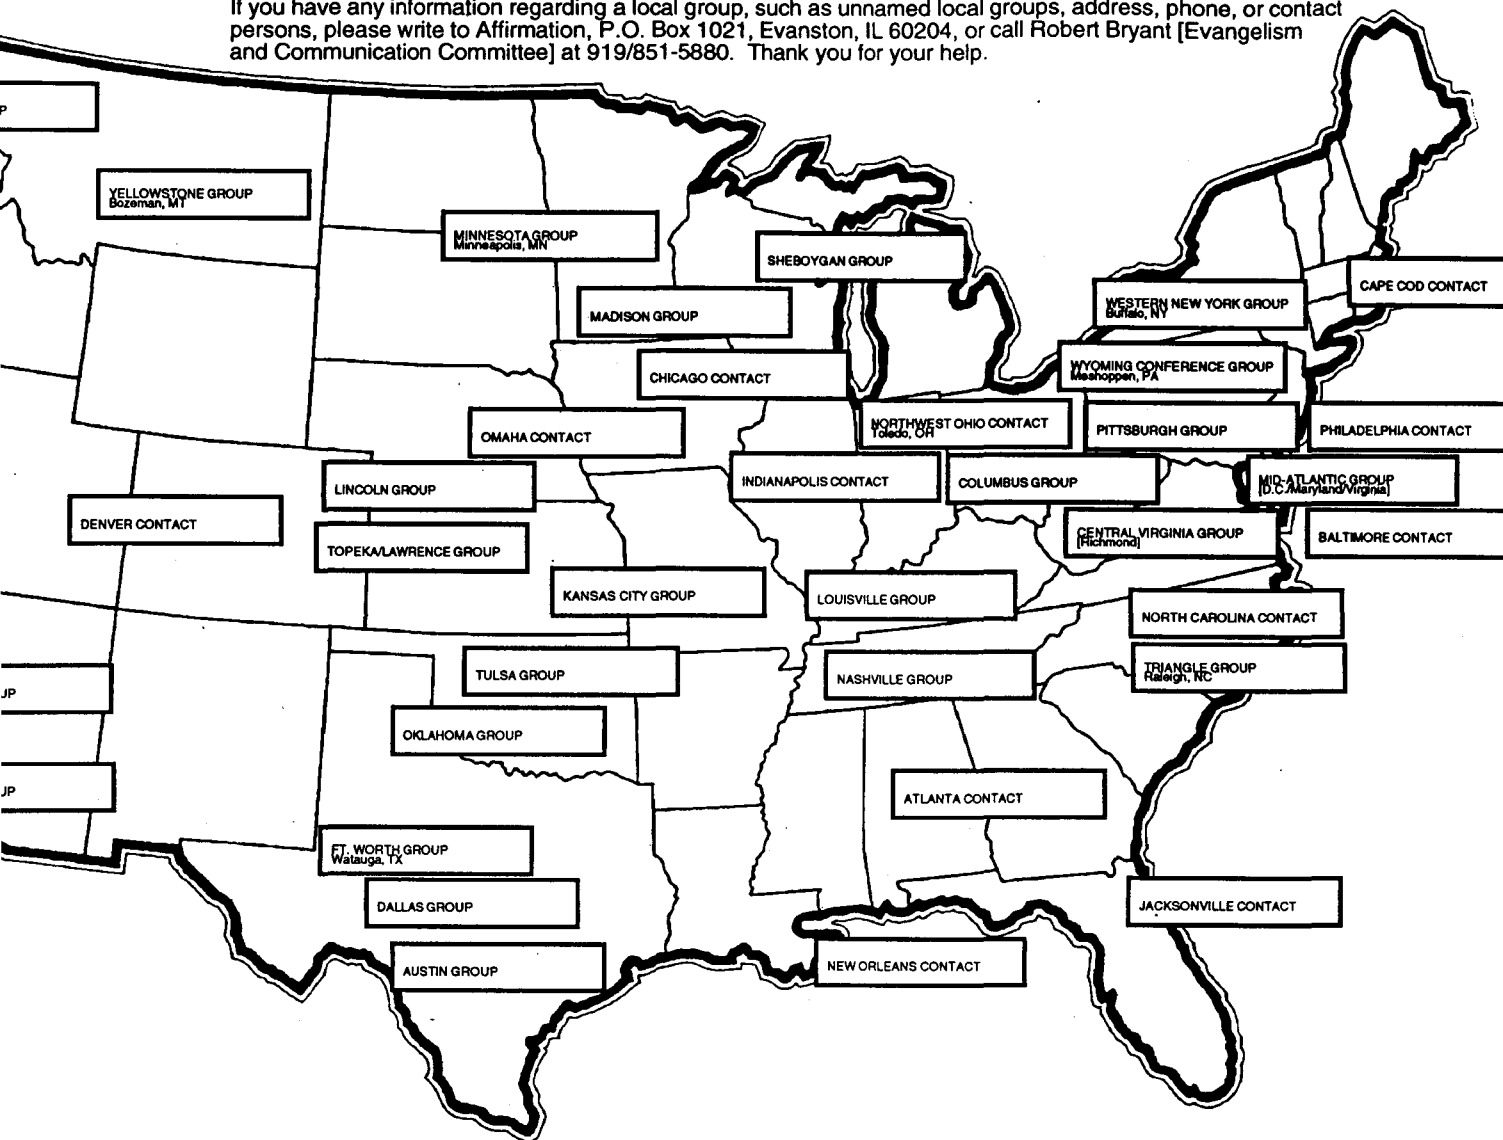 If you have any information regarding a local group, such as unnamed local groups, address, phone, or contact
persons, please write to Affirmation, P.O. Box 1021, Evanston, IL 60204, or call Robert Bryant [Evangelism
and Communication Committee] at 919/851-5880. Thank you for your help.
P
YELLOWSTONE GROUP
Bozeman, MT
MINNESOTA GROUP
Minneapolis, MN
SHEBOYGAN GROUP
CAPE COD CONTACT
WESTERN NEW YORK GROUP
Buffalo, NY
MADISON GROUP
WYOMING CONFERENCE GROUP
Meshoppen, PA
CHICAGO CONTACT
NORTHWEST OHIO CONTACT
Toledo, OH
PITTSBURGH GROUP
PHILADELPHIA CONTACT
OMAHA CONTACT
INDIANAPOLIS CONTACT
COLUMBUS GROUP
MID-ATLANTIC GROUP
[D.C./Maryland/Virginia]
LINCOLN GROUP
DENVER CONTACT
CENTRAL VIRGINIA GROUP
[Richmond]
BALTIMORE CONTACT
TOPEKA/LAWRENCE GROUP
KANSAS CITY GROUP
LOUISVILLE GROUP
NORTH CAROLINA CONTACT
TULSA GROUP
NASHVILLE GROUP
TRIANGLE GROUP
Raleigh, NC
UP
OKLAHOMA GROUP
UP
ATLANTA CONTACT
FT. WORTH GROUP
Watauga, TX
DALLAS GROUP
JACKSONVILLE CONTACT
AUSTIN GROUP
NEW ORLEANS CONTACT